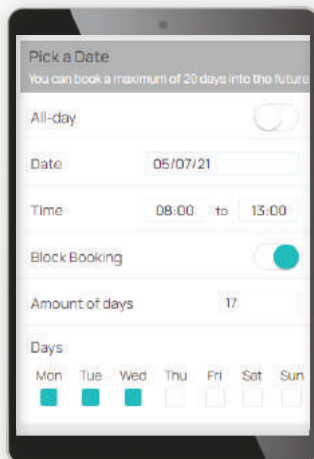 Pick a Date
You can book a maximum of 20 days into the future
All-day
Date 05/07/21
Time 08:00 to 13:00
Block Booking
Amount of days 17
Days
Mon Tue Wed Thu Fri Sat Sun